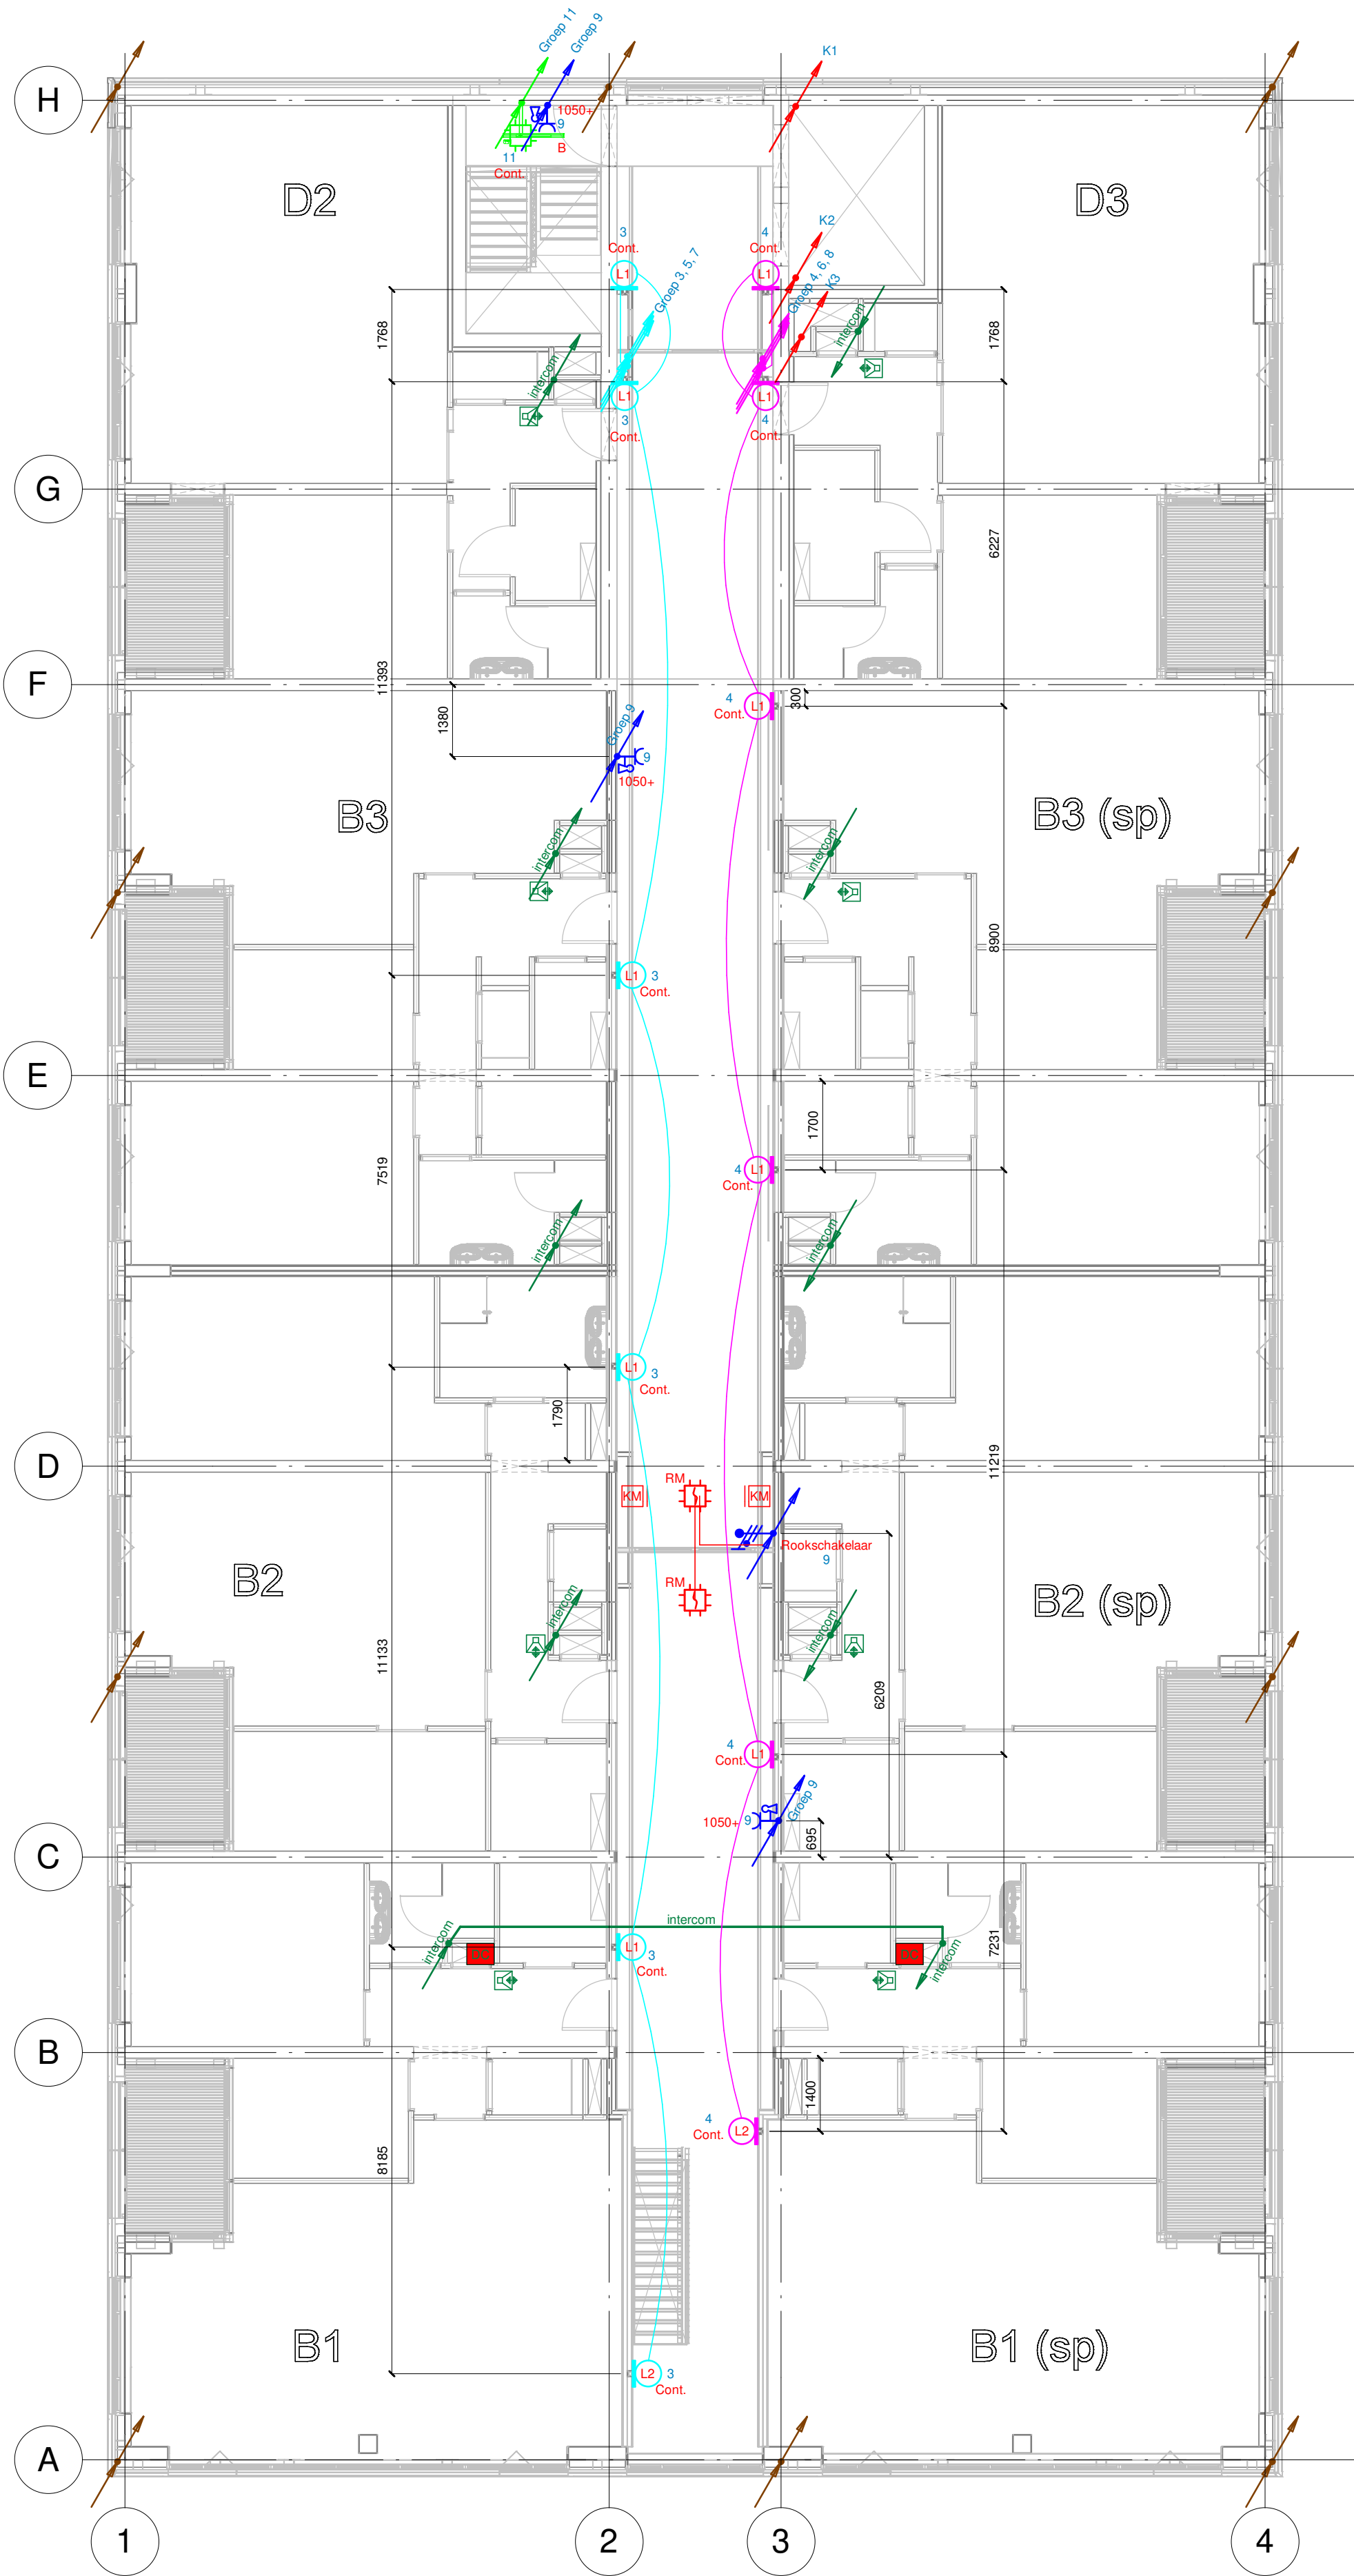 Groep 11
Groep 9
K1
H
1050+
9
B
11
Cont.
D2
D3
K2
3
Cont.
4
Cont.
L1
L1
Groep 3, 5, 7
Groep 4, 6, 8
K3
intercom
1768
1768
intercom
L1
L1
3
Cont.
4
Cont.
G
6227
F
11393
1380
300
4
Cont.
L1
Groep 9
9
1050+
B3
B3 (sp)
intercom
intercom
8900
L1
3
Cont.
E
1700
7519
4
Cont.
L1
intercom
intercom
L1
3
Cont.
1790
D
11219
RM
KM
KM
Rookschakelaar
9
B2
RM
B2 (sp)
intercom
intercom
11133
6209
4
Cont.
L1
Groep 9
1050+
9
695
C
intercom
intercom
DC
DC
intercom
L1
3
Cont.
7231
B
1400
4
Cont.
L2
8185
B1
B1 (sp)
L2
3
Cont.
A
1
2
3
4